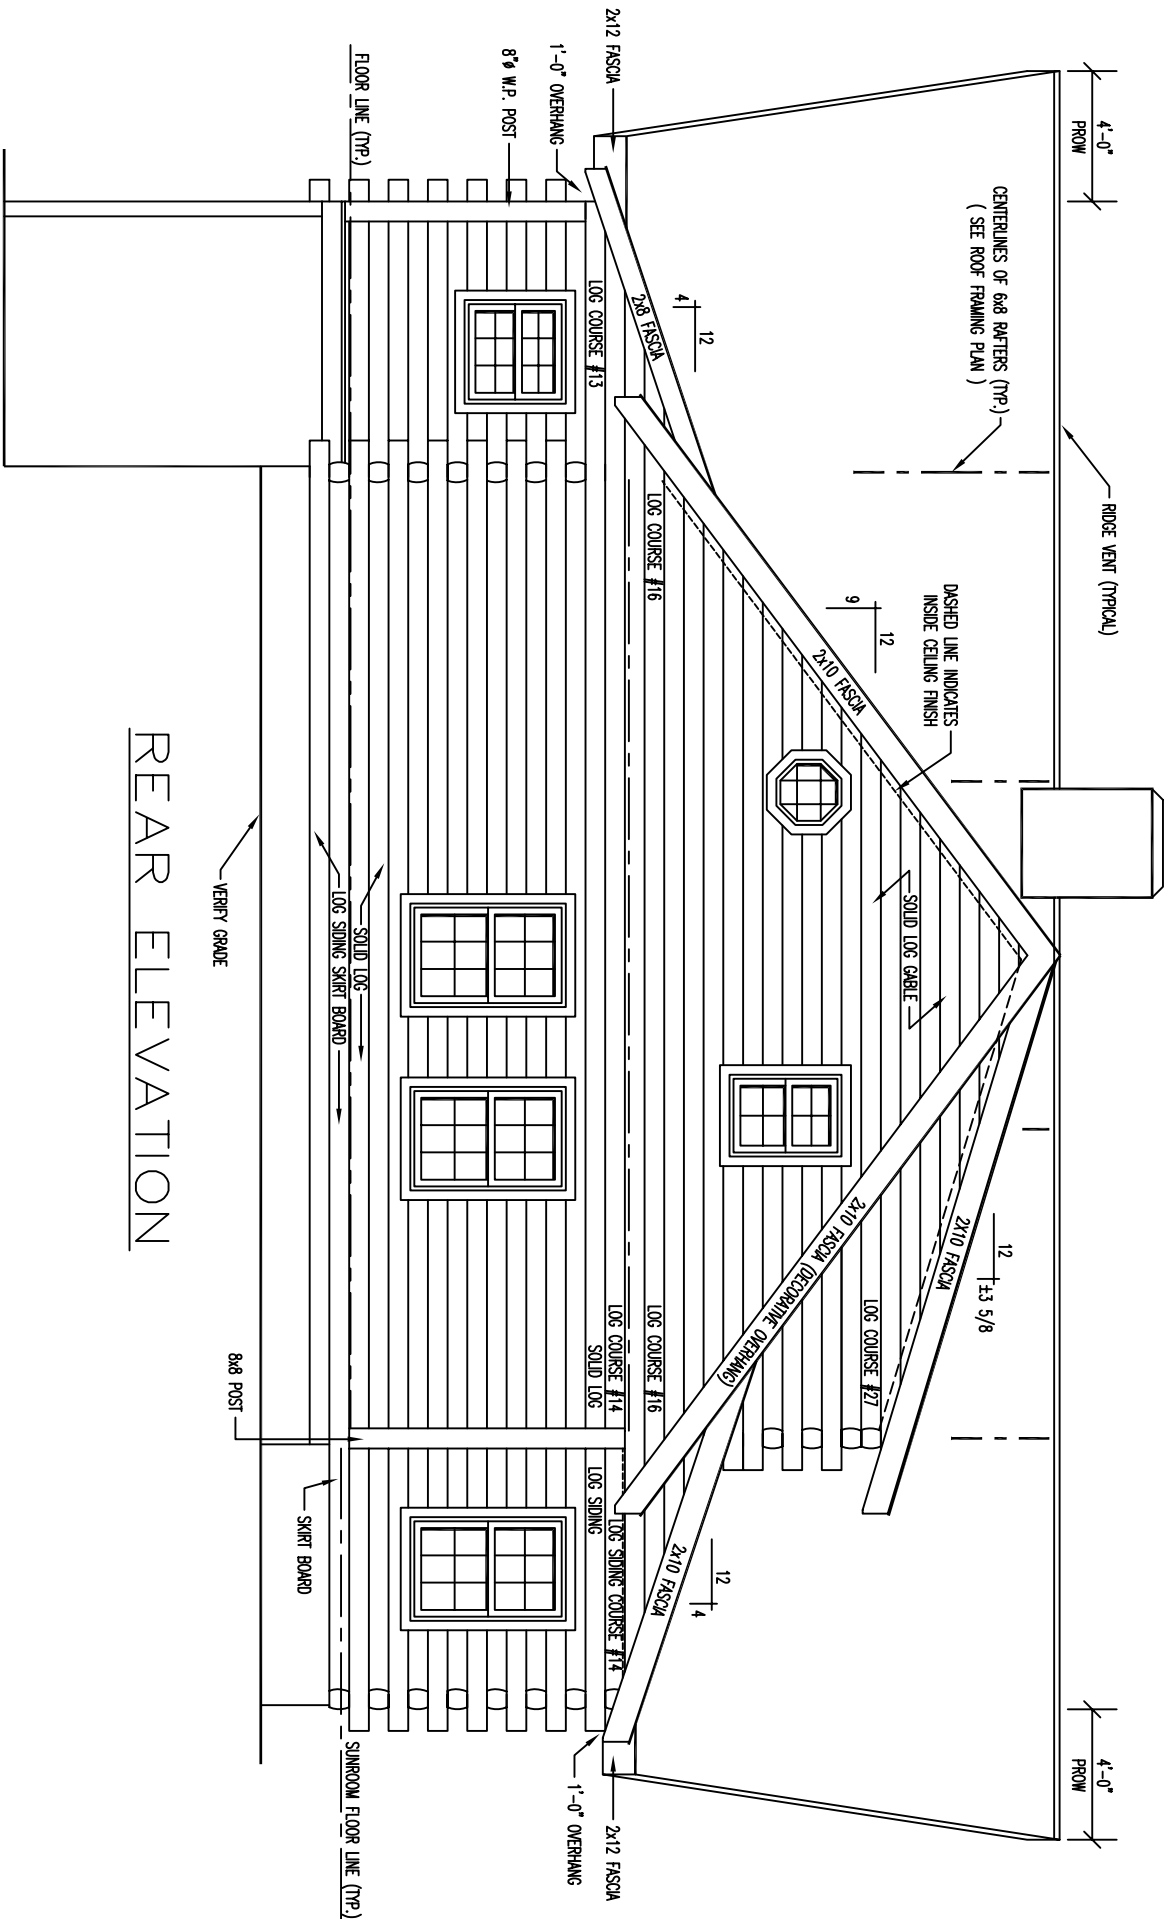 4'-0"
PROW
4'-0"
PROW
RIDGE VENT (TYPICAL)
CENTERLINES OF 6x8 RAFTERS (TYP.)
( SEE ROOF FRAMING PLAN )
DASHED LINE INDICATES
INSIDE CEILING FINISH
12
±3 5/8
2X10 FASCIA
12
9
2x10 FASCIA
SOLID LOG GABLE
LOG COURSE #27
2x10 FASCIA (DECORATIVE OVERHANG)
12
4
2x8 FASCIA
12
4
2x10 FASCIA
LOG COURSE #16
LOG COURSE #16
2x12 FASCIA
2x12 FASCIA
LOG COURSE #14
SOLID LOG
LOG SIDING COURSE #14
LOG SIDING
LOG COURSE #13
1'-0" OVERHANG
1'-0" OVERHANG
8"ø W.P. POST
FLOOR LINE (TYP.)
SOLID LOG
LOG SIDING SKIRT BOARD
SUNROOM FLOOR LINE (TYP.)
SKIRT BOARD
8x8 POST
VERIFY GRADE
REAR ELEVATION